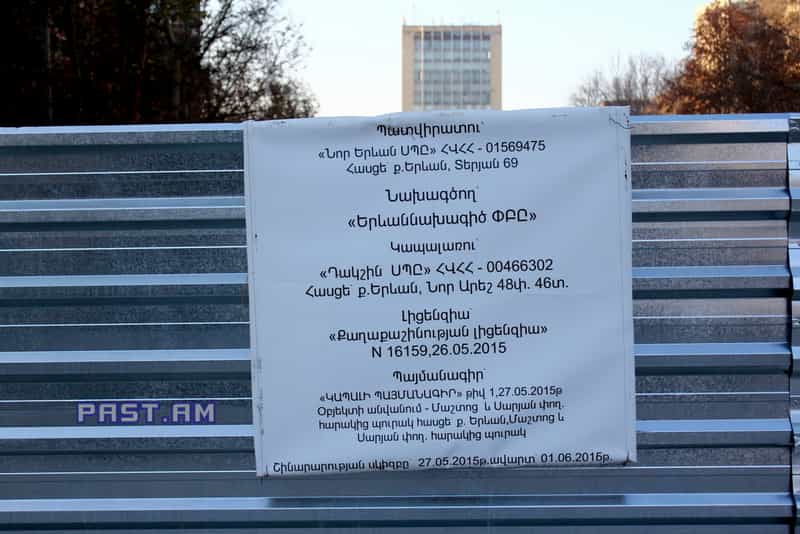 Պատվիրատու՝
«Նոր Երևան ՍՊԸ» ՀՎՀՀ - 01569475
Հասցե՝ ք.Երևան, Տերյան 69
Նախագծող՝
«Երևաննախագիծ ՓԲԸ»
Կապալառու՝
«Դակշին ՍՊԸ» ՀՎՀՀ - 00466302
Հասցե՝ ք.Երևան, Նոր Արեշ 48փ. 46տ.
Լիցենզիա՝
«Քաղաքաշինության լիցենզիա»
N 16159,26.05.2015
Պայմանագիր՝
«ԿԱՊԱԼԻ ՊԱՅՄԱՆԱԳԻՐ» թիվ 1,27.05.2015թ
Օբյեկտի անվանում - Մաշտոց և Սարյան փող.
հարակից պուրակ հասցե ք. Երևան,Մաշտոց և
Սարյան փող. հարակից պուրակ
Շինարարության սկիզբը 27.05.2015թ.ավարտ 01.06.2015թ.
PAST.AM